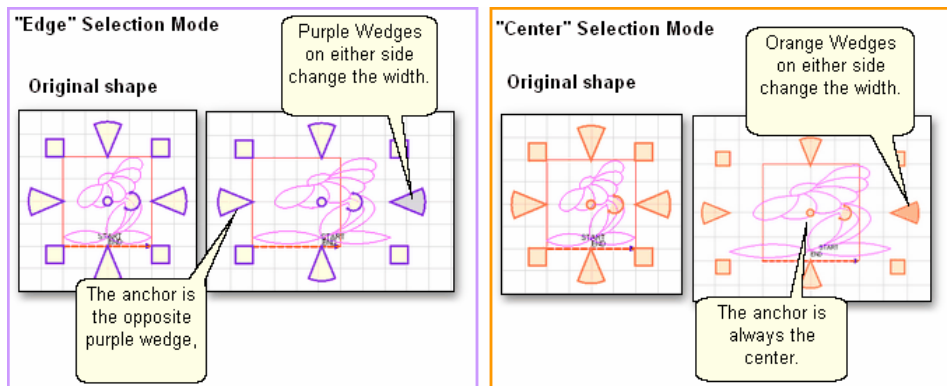 "Edge" Selection Mode
Purple Wedges
on either side
change the width.
Original shape
START
END
START
END
The anchor is
the opposite
purple wedge,
"Center" Selection Mode
Orange Wedges
on either side
change the width.
Original shape
START
END
START
END
The anchor is
always the
center.